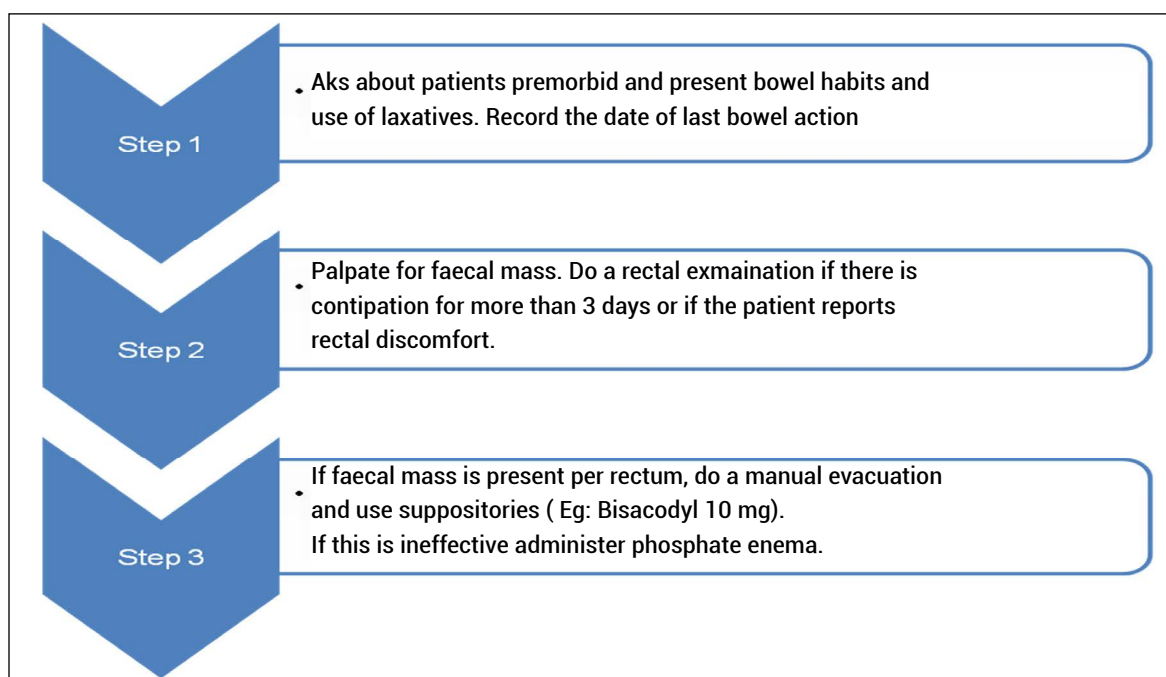 Step 1
• Aks about patients premorbid and present bowel habits and
use of laxatives. Record the date of last bowel action
Step 2
• Palpate for faecal mass. Do a rectal exmaination if there is
contipation for more than 3 days or if the patient reports
rectal discomfort.
Step 3
• If faecal mass is present per rectum, do a manual evacuation
and use suppositories ( Eg: Bisacodyl 10 mg).
If this is ineffective administer phosphate enema.